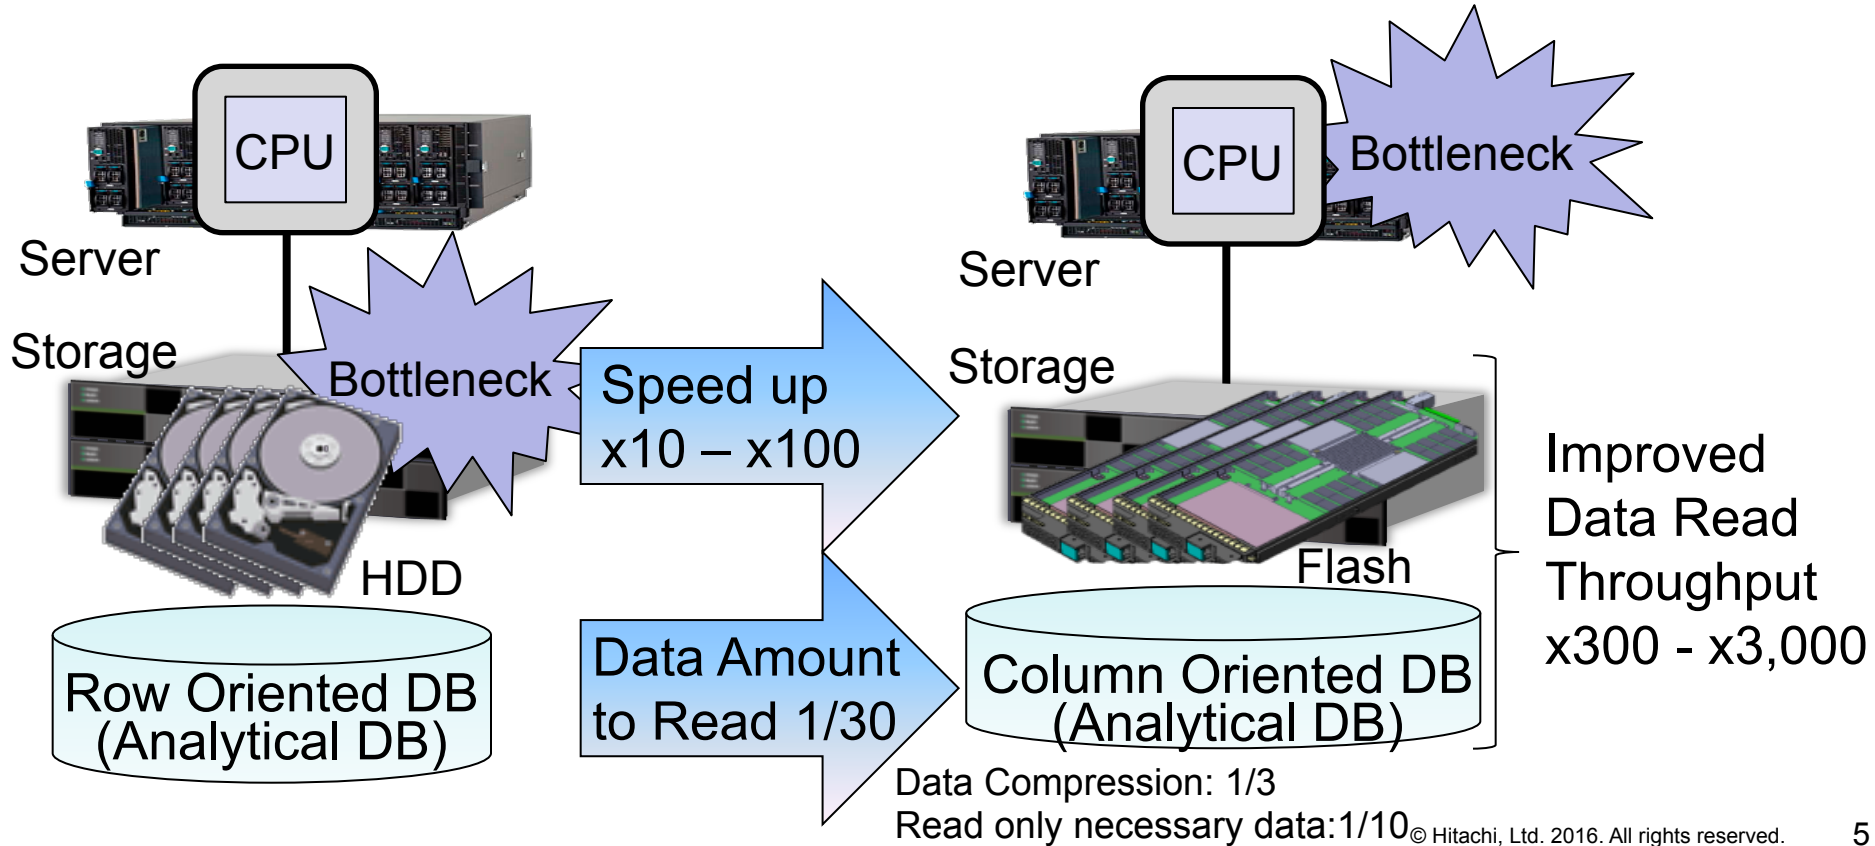 CPU
Server
Storage
Bottleneck
HDD
Row Oriented DB
(Analytical DB)
Speed up
x10 – x100
Data Amount
to Read 1/30
CPU
Bottleneck
Server
Storage
Flash
Column Oriented DB
(Analytical DB)
Improved
Data Read
Throughput
x300 - x3,000
Data Compression: 1/3
Read only necessary data:1/10
© Hitachi, Ltd. 2016. All rights reserved.
5